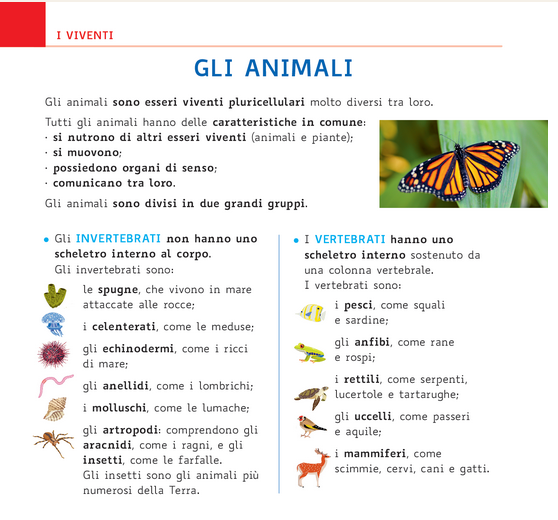 I VIVENTI
GLI ANIMALI
Gli animali sono esseri viventi pluricellulari molto diversi tra loro.
Tutti gli animali hanno delle caratteristiche in comune:
· si nutrono di altri esseri viventi (animali e piante);
· si muovono;
· possiedono organi di senso;
· comunicano tra loro.
Gli animali sono divisi in due grandi gruppi.
• Gli INVERTEBRATI non hanno uno
scheletro interno al corpo.
Gli invertebrati sono:
le spugne, che vivono in mare
attaccate alle rocce;
i celenterati, come le meduse;
gli echinodermi, come i ricci
di mare;
gli anellidi, come i lombrichi;
i molluschi, come le lumache;
gli artropodi: comprendono gli
aracnidi, come i ragni, e gli
insetti, come le farfalle.
Gli insetti sono gli animali più
numerosi della Terra.
• I VERTEBRATI hanno uno
scheletro interno sostenuto da
una colonna vertebrale.
I vertebrati sono:
i pesci, come squali
e sardine;
gli anfibi, come rane
e rospi;
i rettili, come serpenti,
lucertole e tartarughe;
gli uccelli, come passeri
e aquile;
i mammiferi, come
scimmie, cervi, cani e gatti.